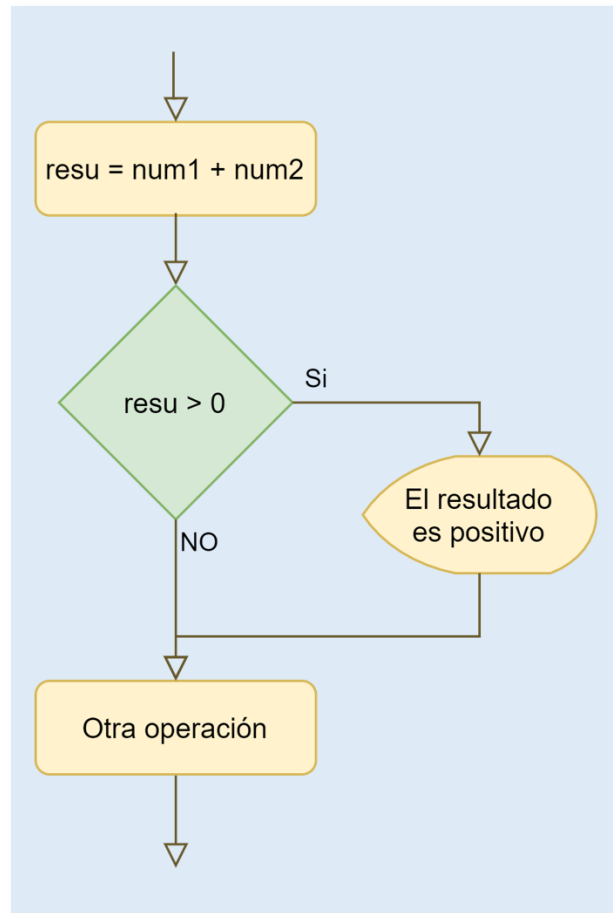 resu = num1 + num2
resu > 0
Si
El resultado
es positivo
NO
Otra operación